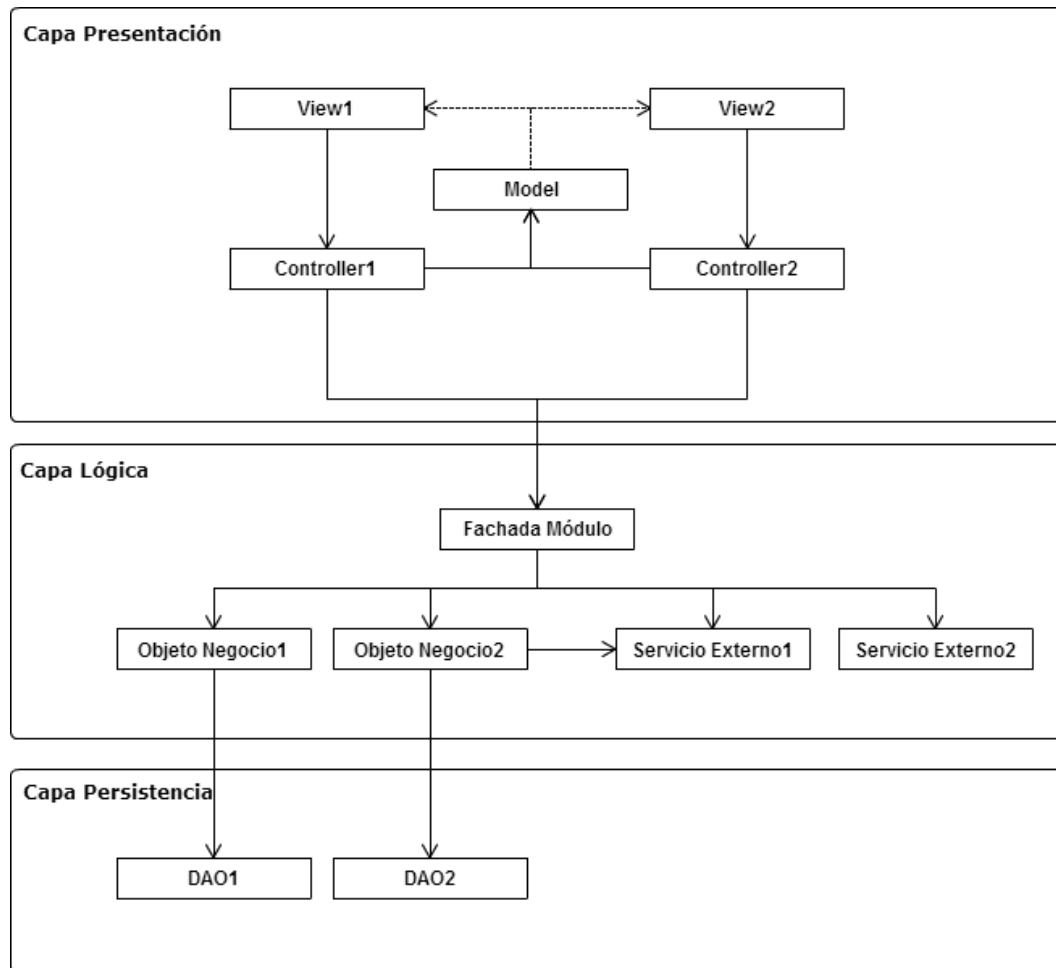 Capa Presentación
View1
View2
Model
Controller1
Controller2
Capa Lógica
Fachada Módulo
Objeto Negocio1
Objeto Negocio2
Servicio Externo1
Servicio Externo2
Capa Persistencia
DAO1
DAO2